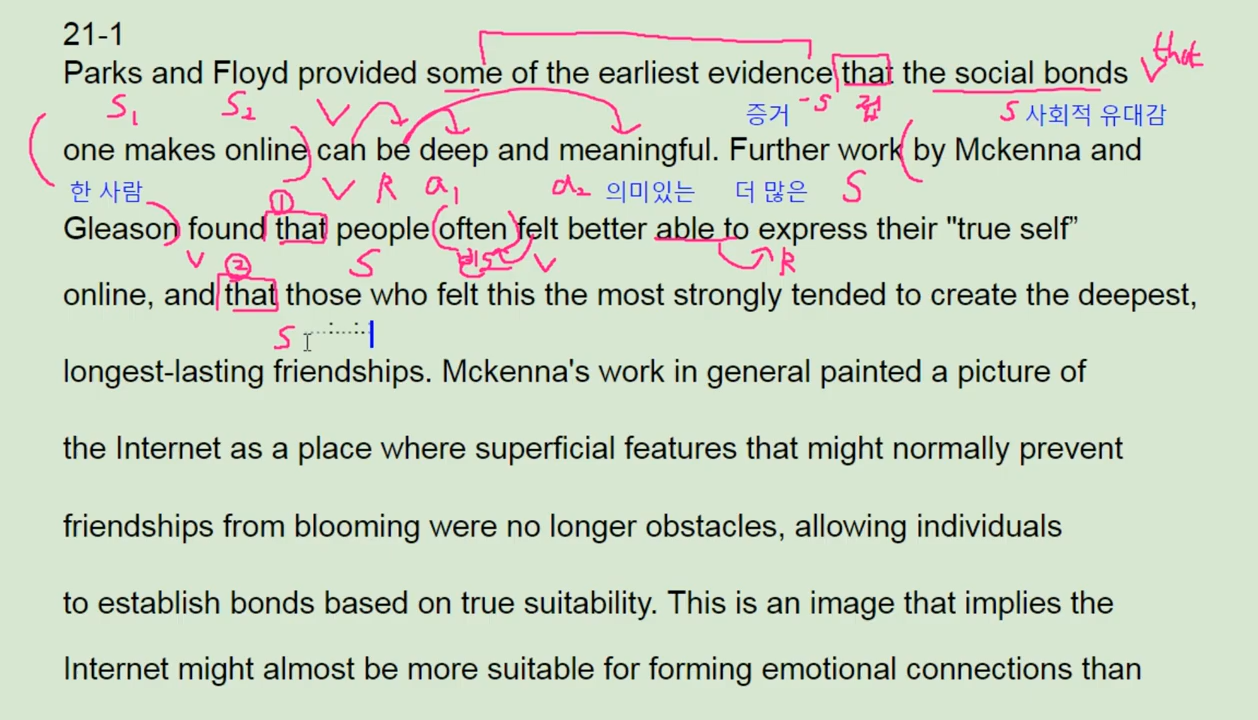 21-1
that
Parks and Floyd provided some of the earliest evidence that the social bonds
S1 S2 V 증거 -s 접 S 사회적 유대감
one makes online can be deep and meaningful. Further work by Mckenna and
한 사람 V R a1 a2 의미있는 더 많은 S
①
Gleason found that people often felt better able to express their "true self”
V ② S V R
online, and that those who felt this the most strongly tended to create the deepest,
S
longest-lasting friendships. Mckenna's work in general painted a picture of
the Internet as a place where superficial features that might normally prevent
friendships from blooming were no longer obstacles, allowing individuals
to establish bonds based on true suitability. This is an image that implies the
Internet might almost be more suitable for forming emotional connections than